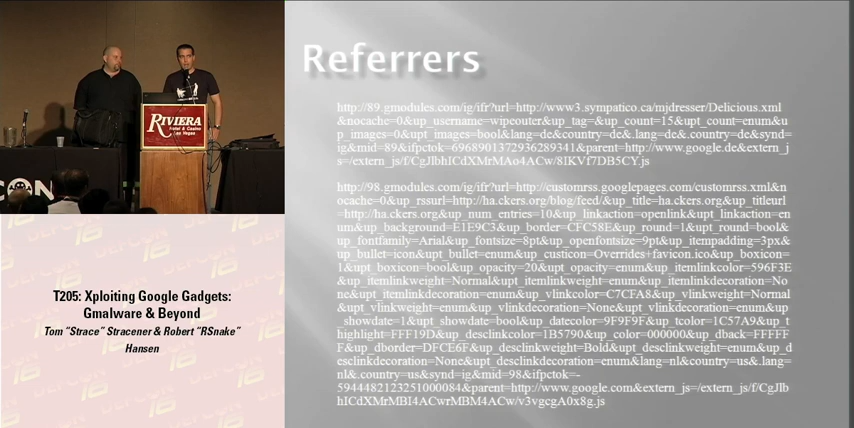 Referrers
http://89.gmodules.com/ig/ifr?url=http://www3.sympatico.ca/mjdresser/Delicious.xml
&nocache=0&up_username=wipeouter&up_tag=&up_count=15&upt_count=enum&u
p_images=0&upt_images=bool&lang=de&country=de&.lang=de&.country=de&synd=
ig&mid=89&ifpctok=6968901372936289341&parent=http://www.google.de&extern_j
s=/extern_js/f/CgJlbhICdXMrMAo4ACw/8IKVf7DB5CY.js
http://98.gmodules.com/ig/ifr?url=http://customrss.googlepages.com/customrss.xml&n
ocache=0&up_rssurl=http://ha.ckers.org/blog/feed/&up_title=ha.ckers.org&up_titleurl
=http://ha.ckers.org&up_num_entries=10&up_linkaction=openlink&upt_linkaction=en
um&up_background=E1E9C3&up_border=CFC58E&up_round=1&upt_round=bool&
up_fontfamily=Arial&up_fontsize=8pt&up_openfontsize=9pt&up_itempadding=3px&
up_bullet=icon&upt_bullet=enum&up_custicon=Overrides+favicon.ico&up_boxicon=
1&upt_boxicon=bool&up_opacity=20&upt_opacity=enum&up_itemlinkcolor=596F3E
&up_itemlinkweight=Normal&upt_itemlinkweight=enum&up_itemlinkdecoration=No
ne&upt_itemlinkdecoration=enum&up_vlinkcolor=C7CFA8&up_vlinkweight=Normal
&upt_vlinkweight=enum&up_vlinkdecoration=None&upt_vlinkdecoration=enum&up
_showdate=1&upt_showdate=bool&up_datecolor=9F9F9F&up_tcolor=1C57A9&up_t
highlight=FFF19D&up_desclinkcolor=1B5790&up_color=000000&up_dback=FFFFF
F&up_dborder=DFCE6F&up_desclinkweight=Bold&upt_desclinkweight=enum&up_d
esclinkdecoration=None&upt_desclinkdecoration=enum&lang=nl&country=us&.lang=
nl&.country=us&synd=ig&mid=98&ifpctok=-
5944482123251000084&parent=http://www.google.com&extern_js=/extern_js/f/CgJlb
hICdXMrMBI4ACwrMBM4ACw/v3vgcgA0x8g.js
RIVIERA
Hotel & Casino
Las Vegas
CON
T205: Xploiting Google Gadgets:
Gmalware & Beyond
Tom "Strace" Stracener & Robert "RSnake"
Hansen
DEFCON 16